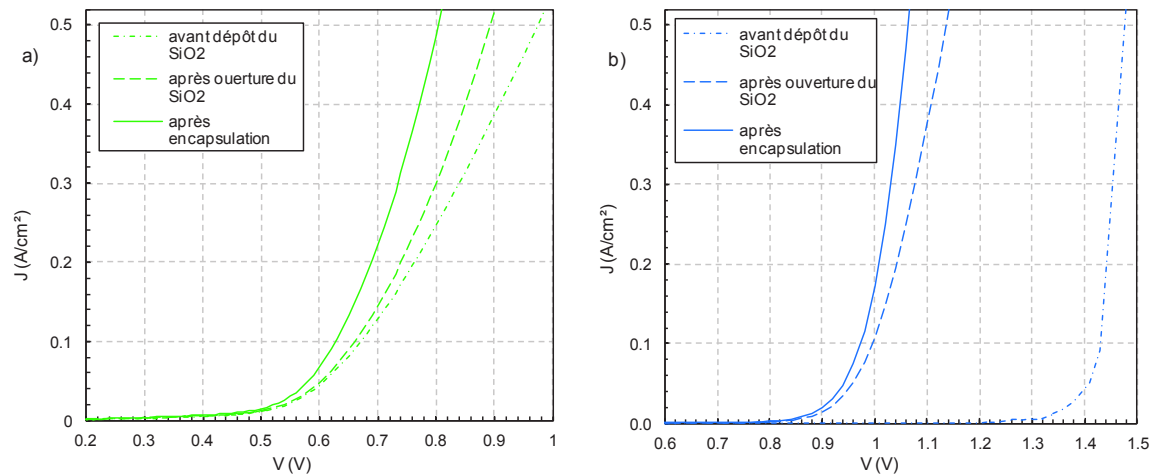 a)
avant dépôt du
SiO2
après ouerture du
SiO2
après
encapsulation
J (A/cm²)
0.5
0.4
0.3
0.2
0.1
0
0.2 0.3 0.4 0.5 0.6 0.7 0.8 0.9 1
V (V)
b)
avant dépôt du
SiO2
après ouverture du
SiO2
après
encapsulation
J (A/cm²)
0.5
0.4
0.3
0.2
0.1
0
0.6 0.7 0.8 0.9 1 1.1 1.2 1.3 1.4 1.5
V (V)